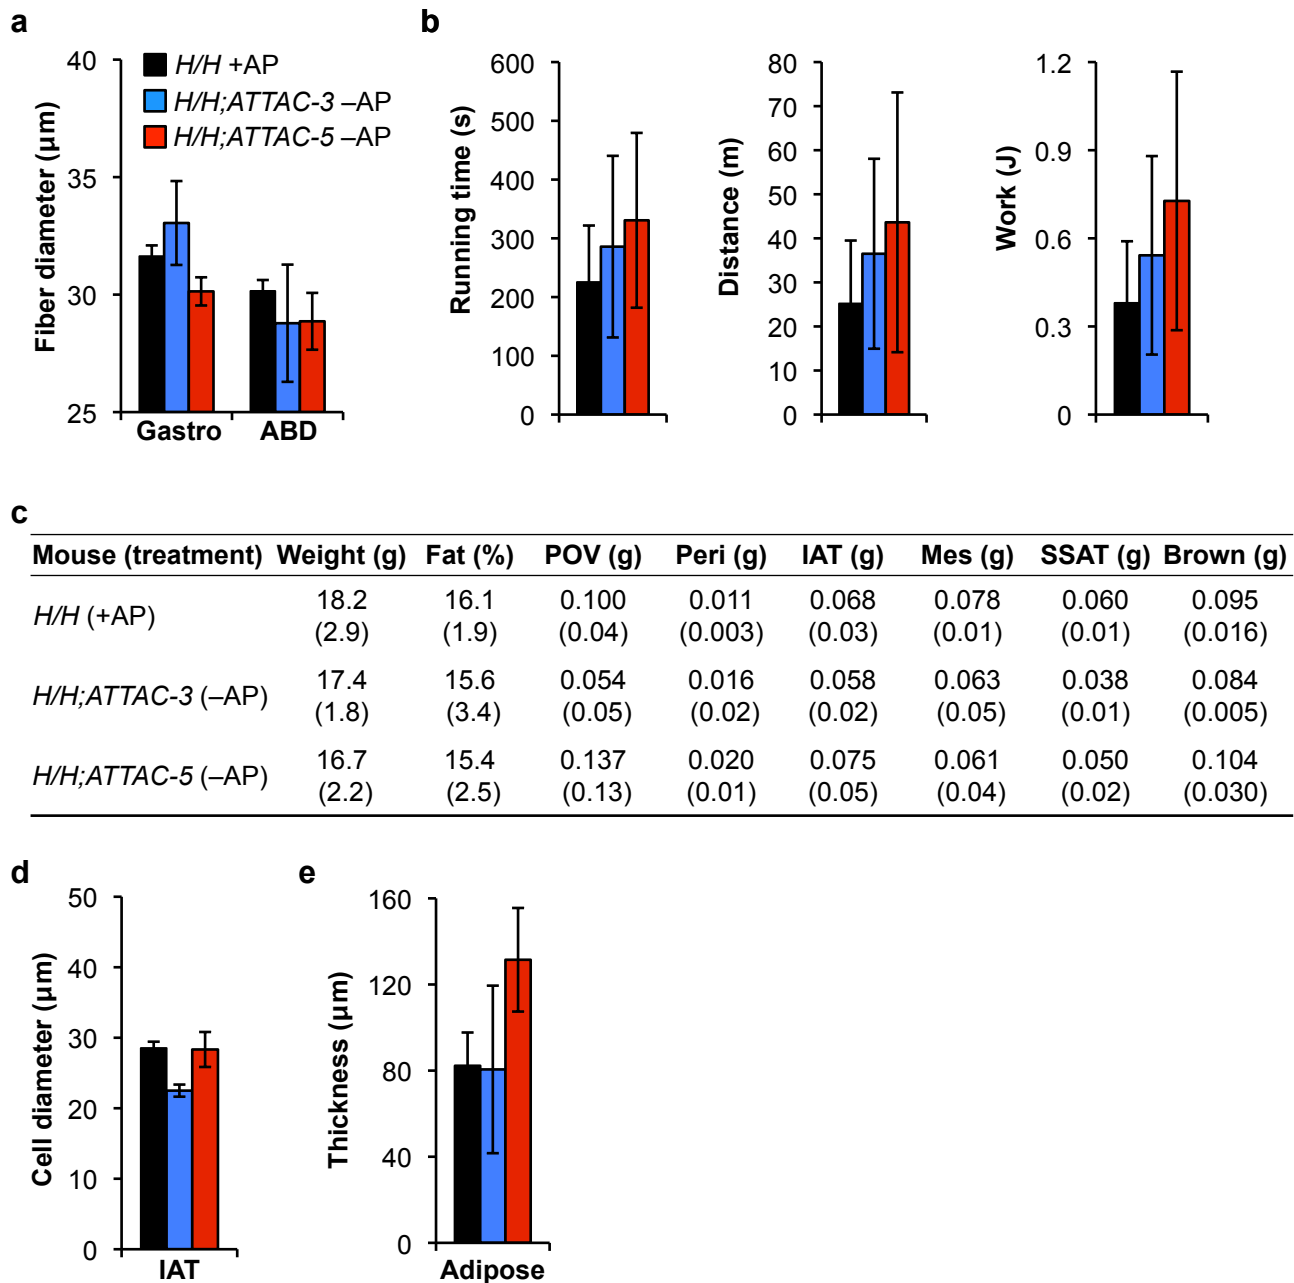 a
40
35
30
25
Fiber diameter (µm)
H/H +AP
H/H;ATTAC-3 –AP
H/H;ATTAC-5 –AP
Gastro ABD
b
600
500
400
300
200
100
0
Running time (s)
80
70
60
50
40
30
20
10
0
Distance (m)
1.2
0.9
0.6
0.3
0
Work (J)
c
Mouse (treatment) Weight (g) Fat (%) POV (g) Peri (g) IAT (g) Mes (g) SSAT (g) Brown (g)
H/H (+AP) 18.2 16.1 0.100 0.011 0.068 0.078 0.060 0.095
(2.9) (1.9) (0.04) (0.003) (0.03) (0.01) (0.01) (0.016)
H/H;ATTAC-3 (–AP) 17.4 15.6 0.054 0.016 0.058 0.063 0.038 0.084
(1.8) (3.4) (0.05) (0.02) (0.02) (0.05) (0.01) (0.005)
H/H;ATTAC-5 (–AP) 16.7 15.4 0.137 0.020 0.075 0.061 0.050 0.104
(2.2) (2.5) (0.13) (0.01) (0.05) (0.04) (0.02) (0.030)
d
50
40
30
20
10
0
Cell diameter (µm)
IAT
e
160
120
80
40
0
Thickness (µm)
Adipose